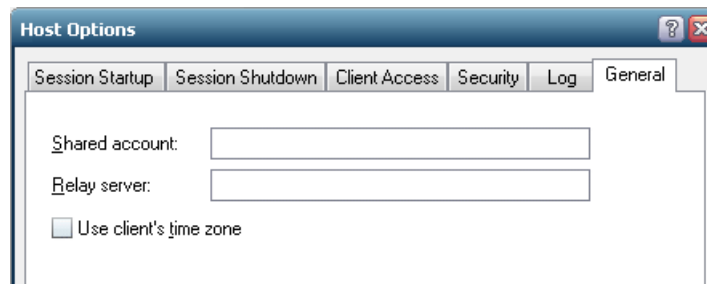 Host Options
Session Startup Session Shutdown Client Access Security Log General
Shared account:
Relay server:
Use client's time zone